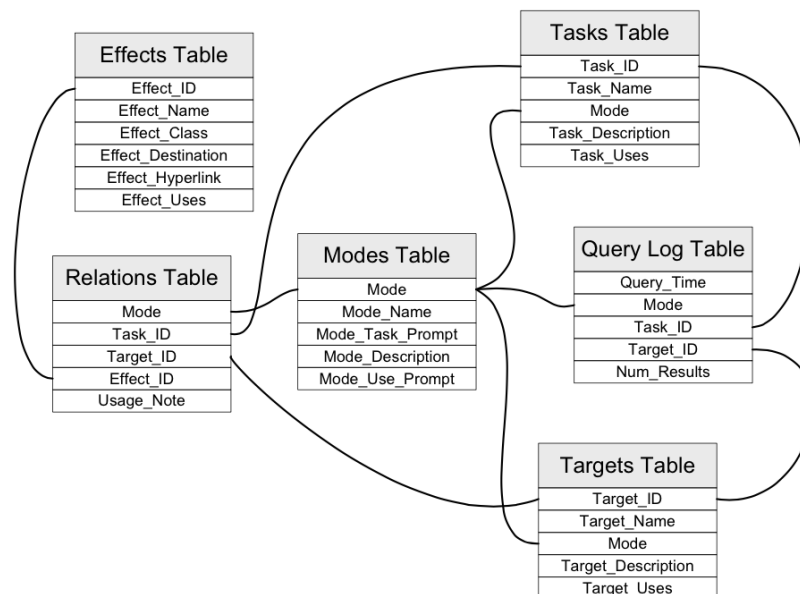 Effects Table
Effect_ID
Effect_Name
Effect_Class
Effect_Destination
Effect_Hyperlink
Effect_Uses
Tasks Table
Task_ID
Task_Name
Mode
Task_Description
Task_Uses
Relations Table
Mode
Task_ID
Target_ID
Effect_ID
Usage_Note
Modes Table
Mode
Mode_Name
Mode_Task_Prompt
Mode_Description
Mode_Use_Prompt
Query Log Table
Query_Time
Mode
Task_ID
Target_ID
Num_Results
Targets Table
Target_ID
Target_Name
Mode
Target_Description
Target_Uses